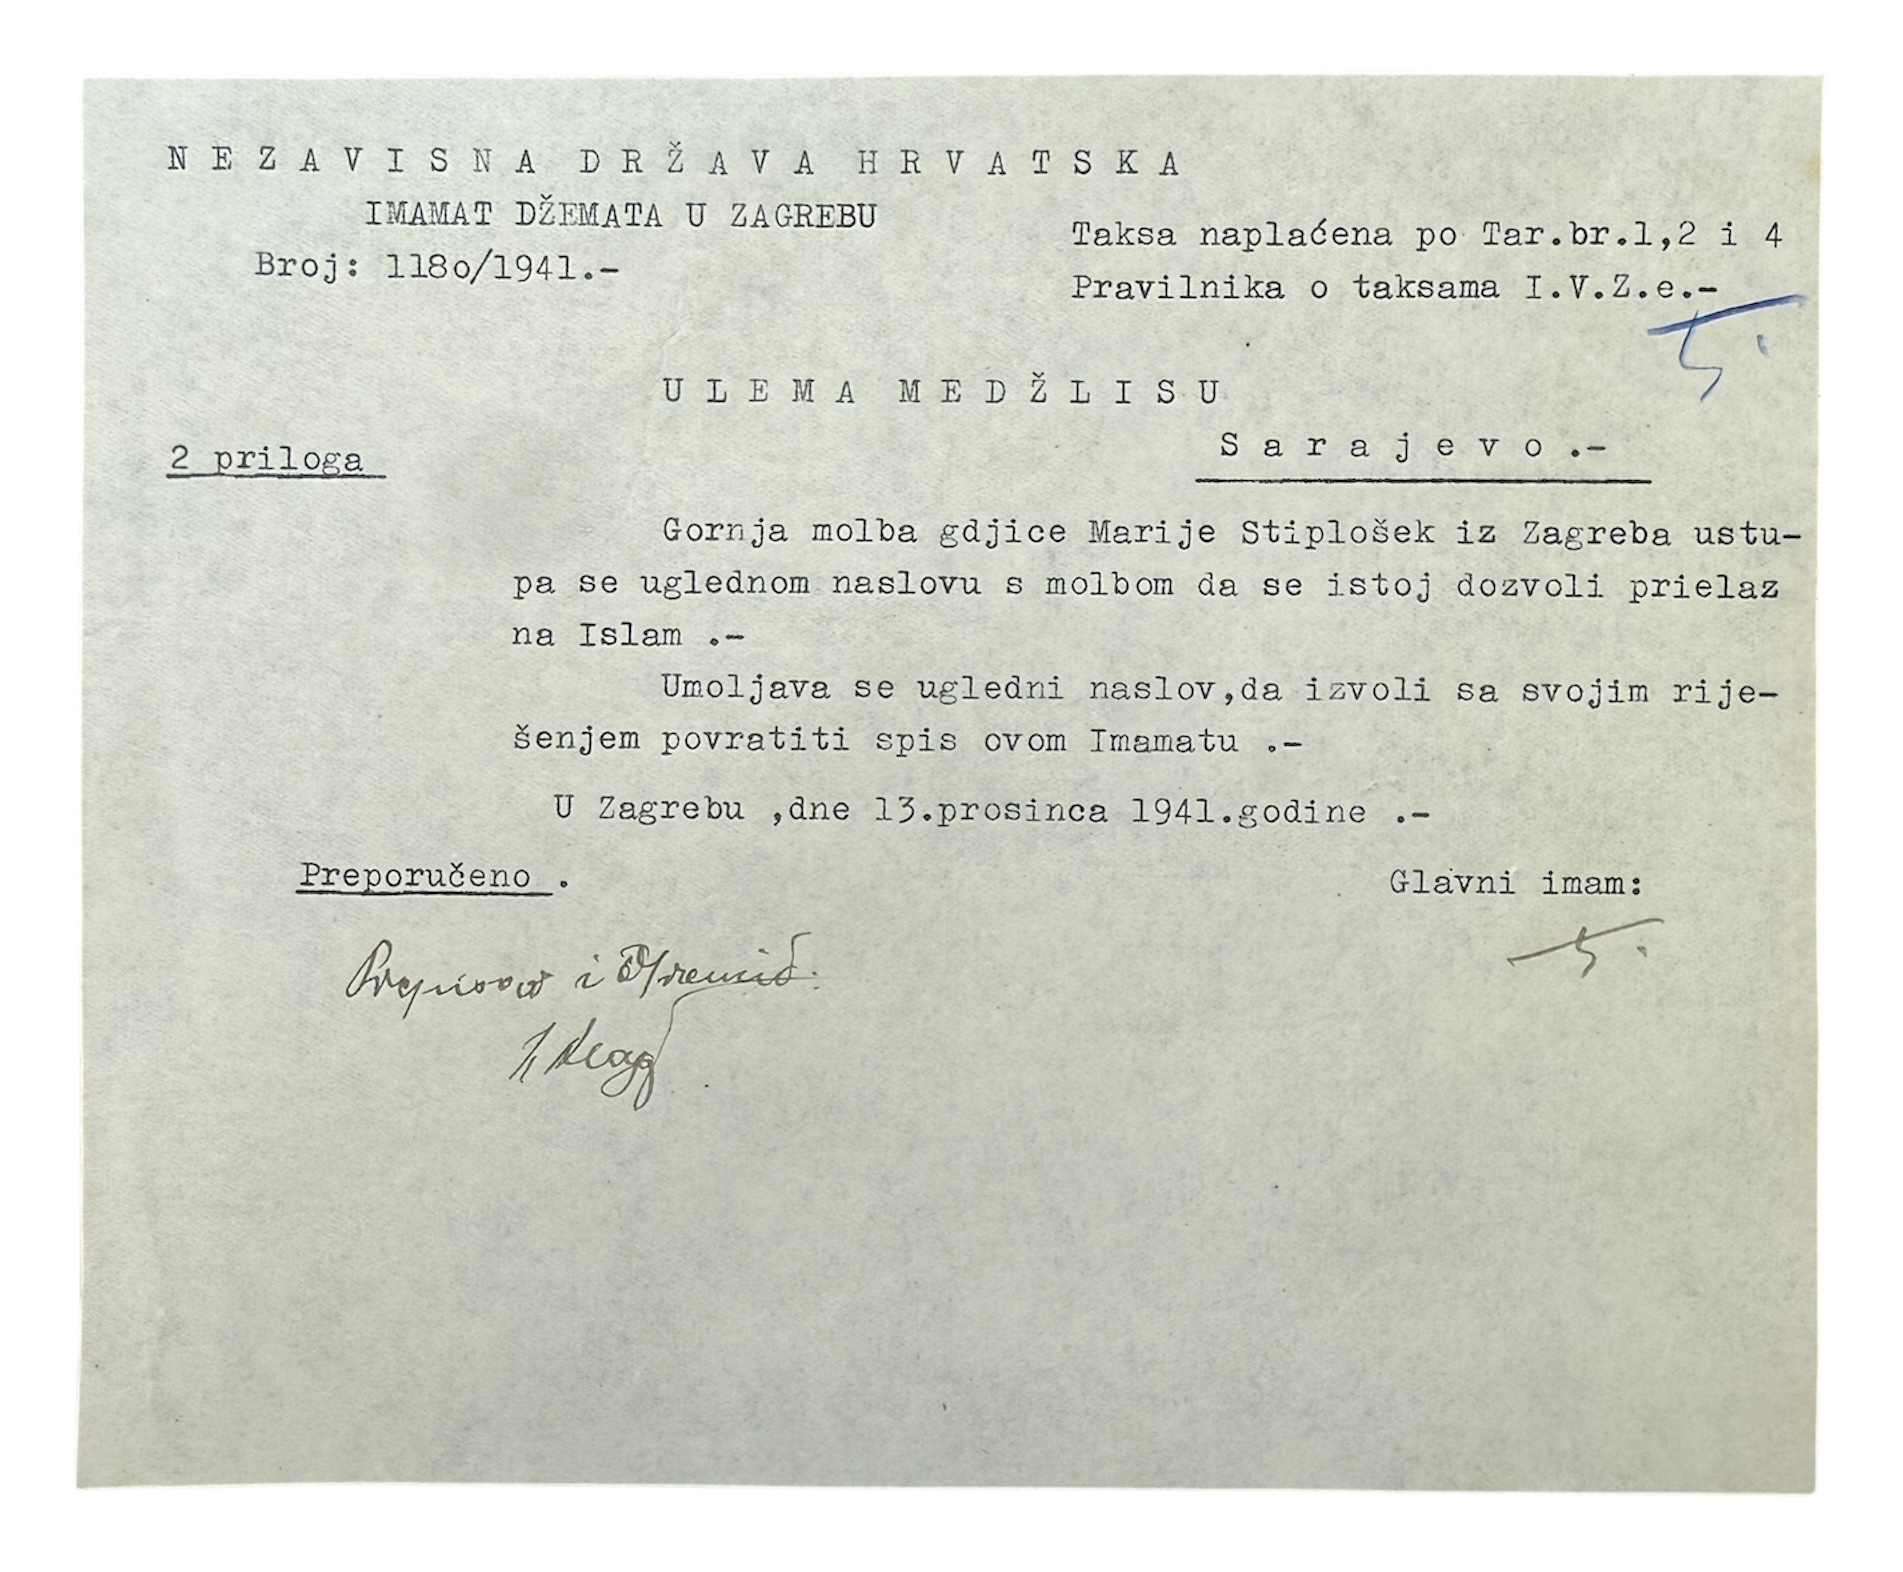 NEZAVISNA DRŽAVA HRVATSKA
IMAMAT DŽEMATA U ZAGREBU
Broj: 118o/1941.-
Taksa naplaćena po Tar.br.1,2 i 4
Pravilnika o taksama I.V.Z.e.-
ULEMA MEDŽLISU
Sarajevo.-
2 priloga
Gornja molba gdjice Marije Stiplošek iz Zagreba ustu-
pa se uglednom naslovu s molbom da se istoj dozvoli prielaz
na Islam .-
Umoljava se ugledni naslov,da izvoli sa svojim rije-
šenjem povratiti spis ovom Imamatu .-
U Zagrebu ,dne 13.prosinca 1941.godine .-
Preporučeno .
Glavni imam:
i